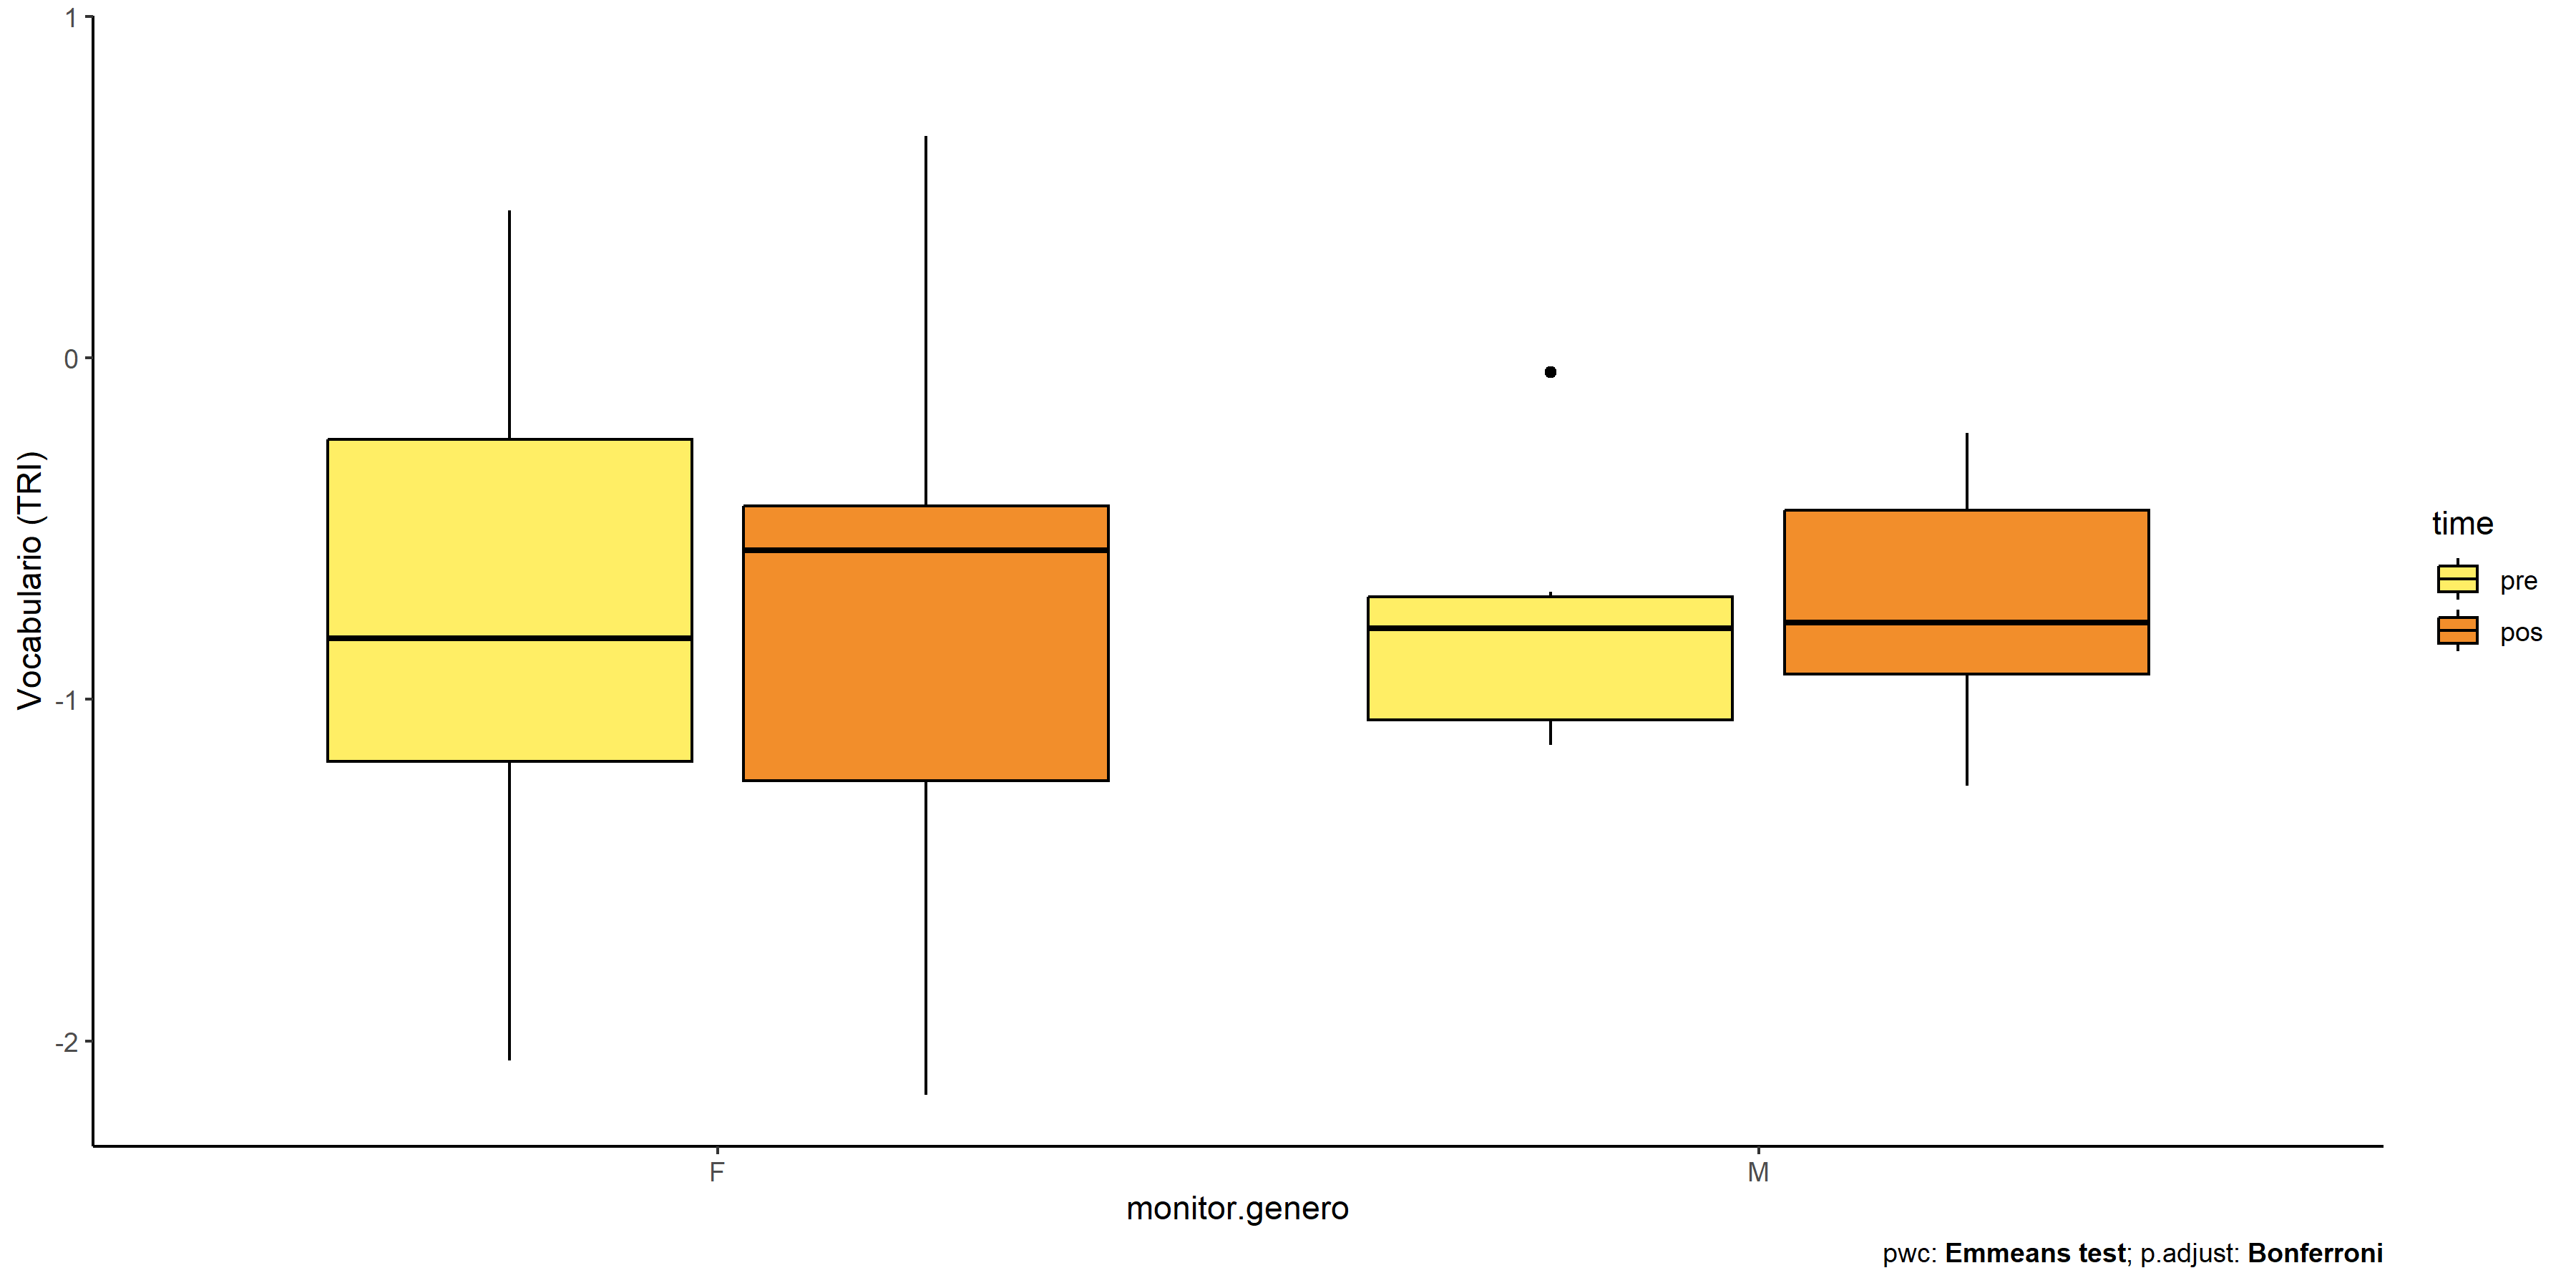 1
0
-1
-2
Vocabulario (TRI)
F
M
monitor.genero
time
pre
pos
pwc: Emmeans test; p.adjust: Bonferroni